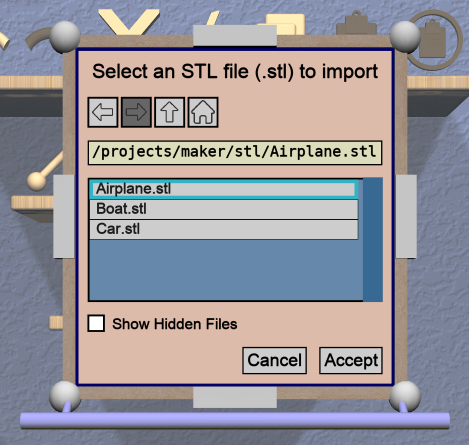 Select an STL file (.stl) to import
/projects/maker/stl/Airplane.stl
Airplane.stl
Boat.stl
Car.stl
Show Hidden Files
Cancel Accept